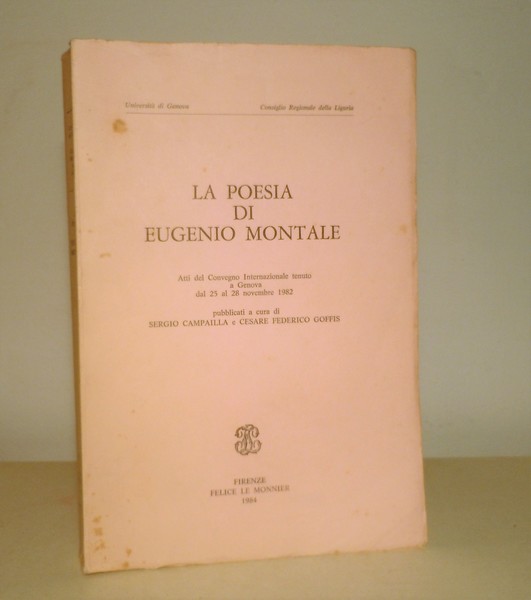 Università di Genova Consiglio Regionale della Liguria
LA POESIA
DI
EUGENIO MONTALE
Atti del Convegno Internazionale tenuto
a Genova
dal 25 al 28 novembre 1982
pubblicati a cura di
SERGIO CAMPAILLA e CESARE FEDERICO GOFFIS
FIRENZE
FELICE LE MONNIER
1984